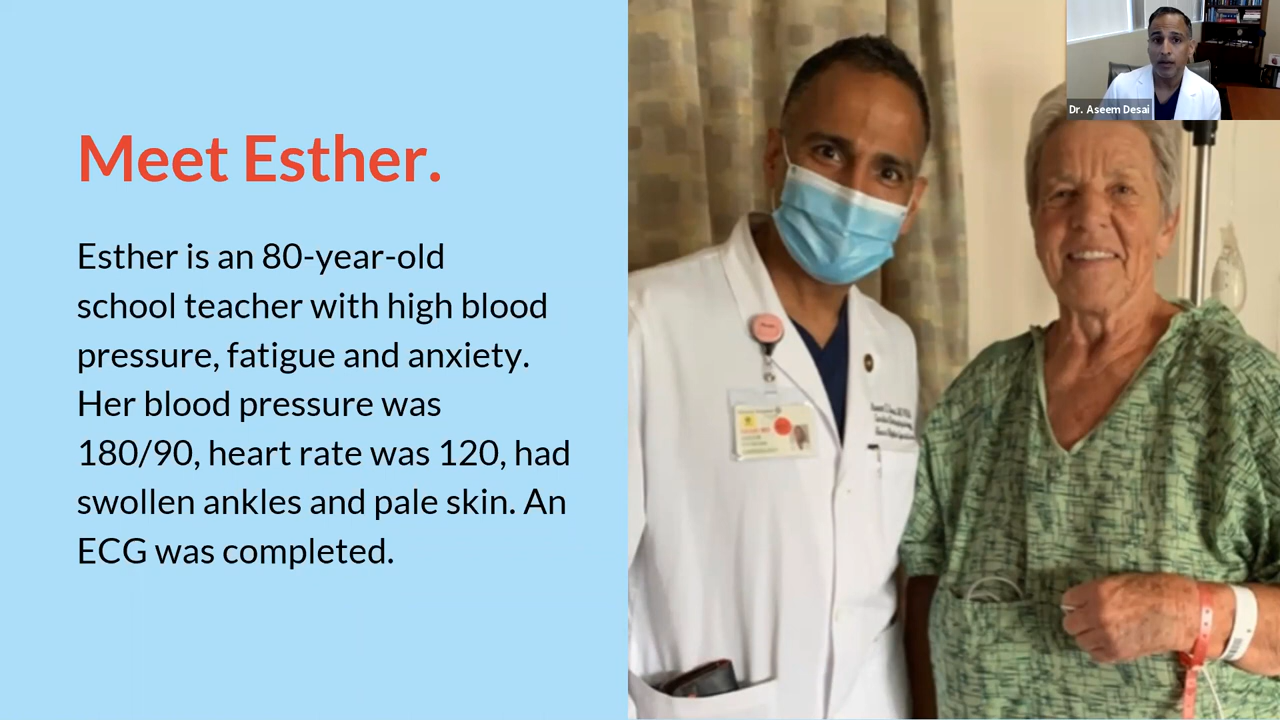 Meet Esther.
Esther is an 80-year-old
school teacher with high blood
pressure, fatigue and anxiety.
Her blood pressure was
180/90, heart rate was 120, had
swollen ankles and pale skin. An
ECG was completed.
Dr. Aseem Desai